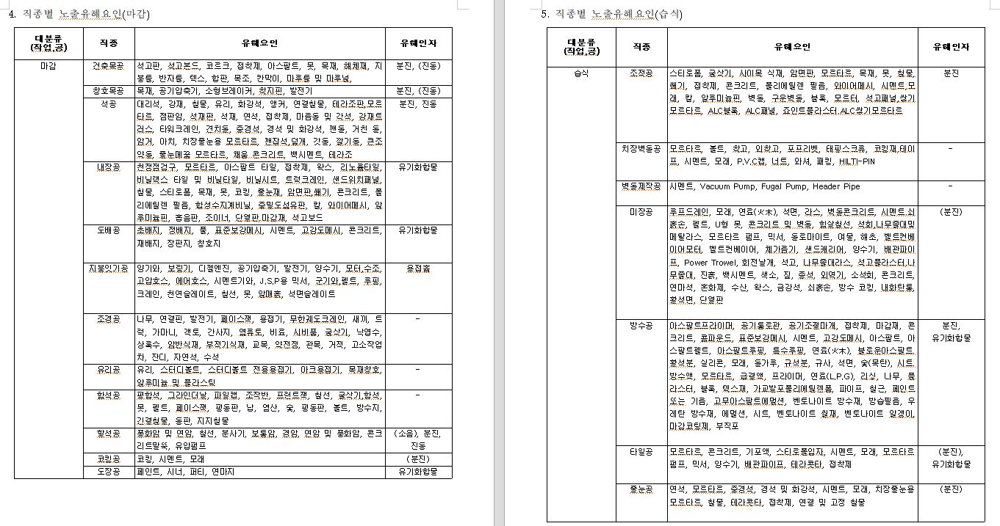 4. 직종별 노출유해요인(마감)
대분류
(작업,공)
직종
유해요인
유해인자
마감
건축목공
석고판, 석고본드, 코르크, 접착제, 아스팔트, 못, 목재, 해체재, 지
붕틀, 반자틀, 텍스, 합판, 목조, 칸막이, 마루틀 및 마루널,
분진, (진동)
창호목공
목재, 공기압축기, 소형브레이커, 창지핀, 발전기
분진, (진동)
석공
대리석, 강재, 철물, 유리, 화강석, 앵커, 연결철물, 테라조판,모르
타르, 점판암, 석재판, 석재, 연석, 접착제, 마음돌 및 각석, 강재트
러스, 타워크레인, 견치돌, 중경석, 경석 및 화강석, 깬돌, 거친 돌,
암거, 아치, 치장줄눈용 모르타르, 깬잡석,덮개, 갓돌, 깔기돌, 큰조
약돌, 줄눈메꿈 모르타르, 채움 콘크리트, 백시멘트, 테라조
분진, 진동
내장공
천정점검구, 모르타르, 아스팔트 타일, 접착제, 왁스, 리노륨타일,
비닐랙스 타일 및 비닐타일, 비닐시트, 트럭크레인, 샌드위치패널,
철물, 스티로폼, 목재, 못, 코킹, 줄눈재, 암면판,쐐기, 콘크리트, 폴
리에틸렌 필름, 합성수지계비닐, 중밀도섬유판, 칼, 와이어메시, 알
루미늄핀, 흡음판, 조이너, 단열판,마감재, 석고보드
유기화합물
도배공
초배지, 정배지, 풀, 표준보강메시, 시멘트, 고강도메시, 콘크리트,
재배지, 장판지, 창호지
유기화합물
지붕잇기공
양기와, 보힝기, 디젤엔진, 공기압축기, 발전기, 양수기, 모터,수조,
고압호스, 에어호스, 시멘트기와, J.S.P용 믹서, 군기와,펠트, 루핑,
크레인, 천연슬레이트, 철선, 못, 알매흙, 석면슬레이트
용접흄
조경공
나무, 연결핀, 발전기, 페이스잭, 용접기, 무한궤도크레인, 새끼, 트
럭, 가마니, 객토, 간사지, 염류토, 비료, 시비품, 굴삭기, 낙엽수,
상록수, 암반식재, 부정기식재, 교목, 약전정, 관목, 거적, 고소작업
차, 잔디, 자연석, 수석
-
유리공
유리, 스터디볼트, 스터디볼트 전용용접기, 아크용접기, 목재창호,
알루미늄 및 플라스틱
-
함석공
평함석, 그라인더날, 파일캡, 조작반, 프런트잭, 철선, 굴삭기,함석,
못, 펠트, 페이스잭, 평동판, 납, 염산, 숯, 평동판, 볼트, 방수지,
긴결철물, 동판, 지지철물
-
할석공
풍화암 및 연암, 철선, 분사기, 보통암, 경암, 연암 및 풍화암, 콘크
리트말뚝, 유압펌프
(소음), 분진,
진동
코킹공
코킹, 시멘트, 모래
(분진)
도장공
페인트, 시너, 퍼티, 연마지
유기화합물
5. 직종별 노출유해요인(습식)
대분류
(작업,공)
직종
유해요인
유해인자
습식
조적공
스티로폼, 굴삭기, 사이목 식재, 암면판, 모르타르, 목재, 못, 철물,
쐐기, 접착제, 콘크리트, 폴리에틸렌 필름, 와이어메시, 시멘트,모
래, 칼, 알루미늄핀, 벽돌, 구운벽돌, 블록, 모르터, 석고패널,쌓기
모르타르, ALC블록, ALC패널, 죠인트플라스터,ALC쌓기모르타르
분진
치장벽돌공
모르타르, 볼트, 창고, 외창고, 포프리벳, 태핑스크류, 코킹재,테이
프, 시멘트, 모래, P.V.C캡, 너트, 와셔, 패킹, HILTI-PIN
-
벽돌제작공
시멘트, Vacuum Pump, Fugal Pump, Header Pipe
-
미장공
루프드레인, 모래, 연료(火木), 석면, 라스, 벽돌콘크리트, 시멘트,쇠
흙손, 펠트, U형 못, 콘크리트 및 벽돌, 힘살철선, 석회,나무졸대및
메탈라스, 모르타르 펌프, 믹서, 돌로마이트, 여물, 해초, 벨트컨베
이어모터, 벨트컨베이어, 체가름기, 샌드캐리어, 양수기, 배관파이
프, Power Trowel, 회전날개, 석고, 나무졸대라스, 석고플라스터,나
무졸대, 진흙, 백시멘트, 색소, 짚, 종석, 외엮기, 소석회, 콘크리트,
연마석, 혼화제, 수산, 왁스, 금강석, 쇠흙손, 방수 코킹, 내화단통,
활석면, 단열판
(분진)
방수공
아스팔트프라이머, 공기통로관, 공기조절마개, 접착제, 마감재, 콘
크리트, 콤파운드, 표준보강메시, 시멘트, 고강도메시, 아스팔트, 아
스팔트펠트, 아스팔트루핑, 특수루핑, 연료(火木), 블로운아스팔트,
활성분, 실리콘, 모래, 돌가루, 규석분, 규사, 석면, 숯(목탄), 시트,
방수액, 모르타르, 급결액, 프라이머, 연료(L.P.G), 리싱, 나무, 플
라스터, 블록, 텍스재, 가교발포폴리에틸렌폼, 파이프, 철근, 페인트
또는 기름, 고무아스팔트에멀션, 벤토나이트 방수재, 방습필름, 우
레탄 방수재, 에멀션, 시트, 벤토나이트 씰재, 벤토나이트 알갱이,
마감코팅재, 부직포
분진,
유기화합물
타일공
모르타르, 콘크리트, 기포액, 스티로폴입자, 시멘트, 모래, 모르타르
펌프, 믹서, 양수기, 배관파이프, 테라콧타, 접착제
(분진),
유기화합물
줄눈공
연석, 모르타르, 중경석, 경석 및 화강석, 시멘트, 모래, 치장줄눈용
모르타르, 철물, 테라콧타, 접착제, 연결 및 고정 철물
(분진)